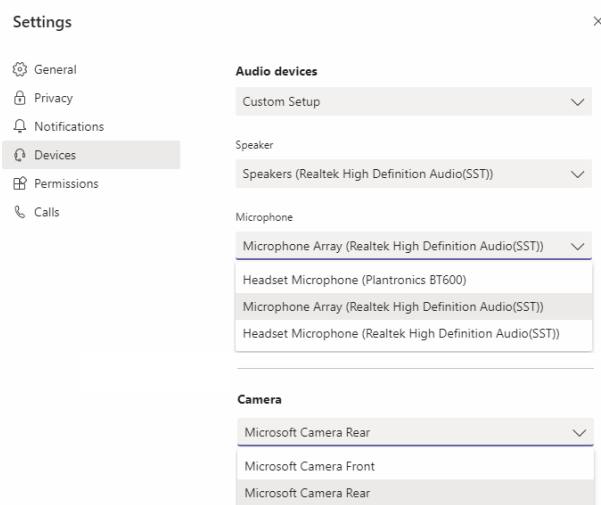 Settings
General
Privacy
Notifications
Devices
Permissions
Calls
Audio devices
Custom Setup
Speaker
Speakers (Realtek High Definition Audio(SST))
Microphone
Microphone Array (Realtek High Definition Audio(SST))
Headset Microphone (Plantronics BT600)
Microphone Array (Realtek High Definition Audio(SST))
Headset Microphone (Realtek High Definition Audio(SST))
Camera
Microsoft Camera Rear
Microsoft Camera Front
Microsoft Camera Rear